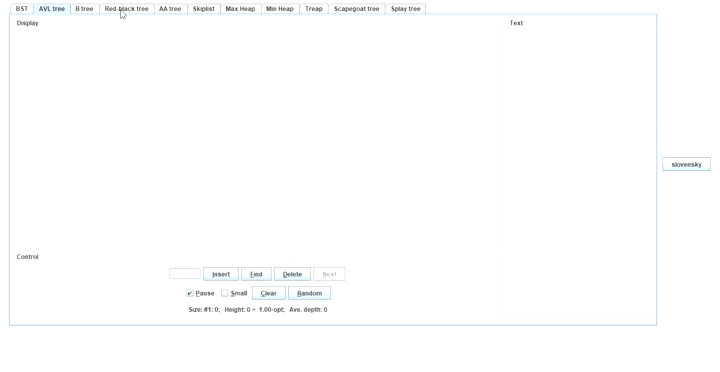 BST AVL tree B tree Red-black tree AA tree Skiplist Max Heap Min Heap Treap Scapegoat tree Splay tree
Display Text
slovensky
Control
Insert Find Delete Next
Pause Small Clear Random
Size: #1: 0; Height: 0 = 1.00-opt; Ave. depth: 0